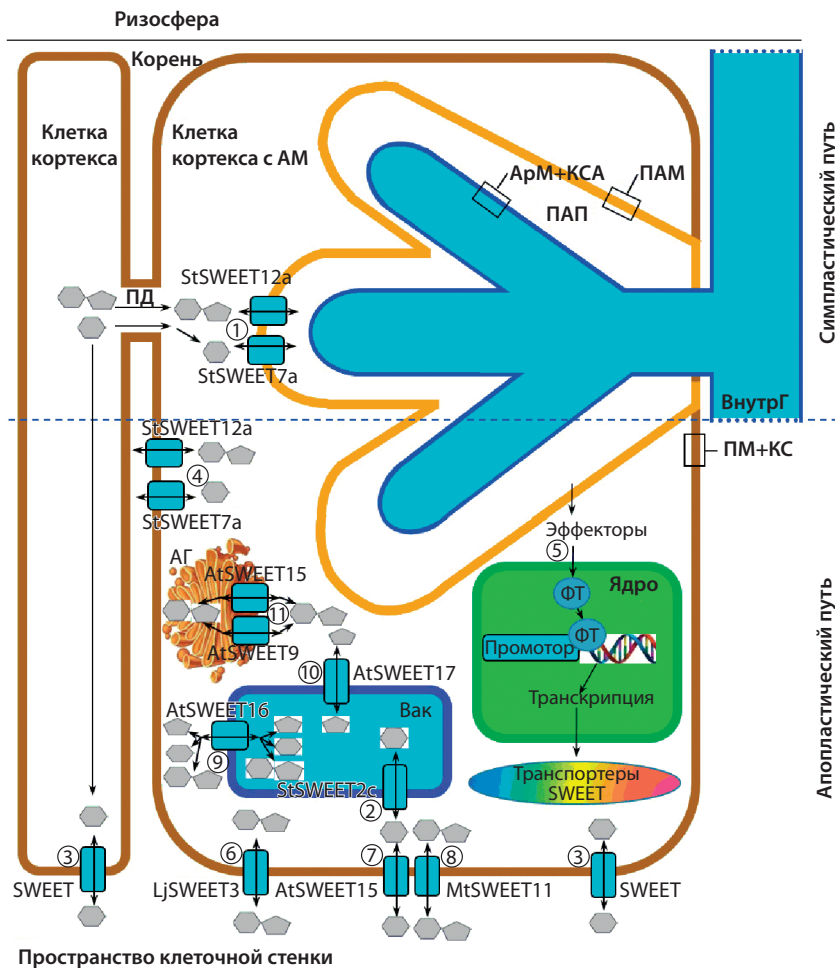 Ризосфера
Корень
Клетка
кортекса
Клетка
кортекса с АМ
АрМ+КСА
ПАМ
ПАП
Симпластический путь
StSWEET12a
ПД
1
StSWEET7a
ВнутрГ
StSWEET12a
ПМ+КС
4
StSWEET7a
Эффекторы
5
АГ
AtSWEET15
Ядро
ФТ
11
ФТ
AtSWEET9
Промотор
10
AtSWEET17
Транскрипция
AtSWEET16
Вак
9
StSWEET2c
Транспортеры
SWEET
2
Апопластический путь
3
6
7
8
3
SWEET
LjSWEET3
AtSWEET15
MtSWEET11
SWEET
Пространство клеточной стенки